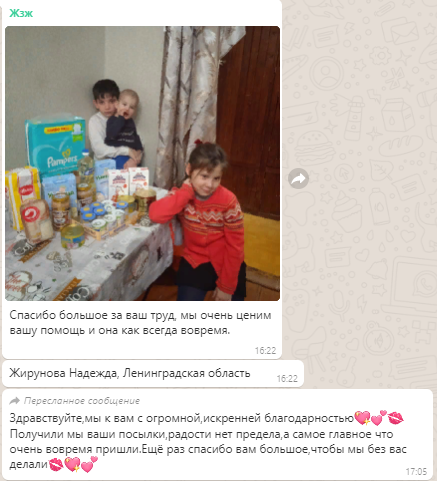 Жзж
Pampers
Спасибо большое за ваш труд, мы очень ценим
вашу помощь и она как всегда вовремя.
16:22
Жирунова Надежда, Ленинградская область
16:22
Пересланное сообщение
Здравствуйте,мы к вам с огромной,искренней благодарностью💖💕💋
Получили мы ваши посылки,радости нет предела,а самое главное что
очень вовремя пришли.Ещё раз спасибо вам большое,чтобы мы без вас
делали💋💖💕
17:05